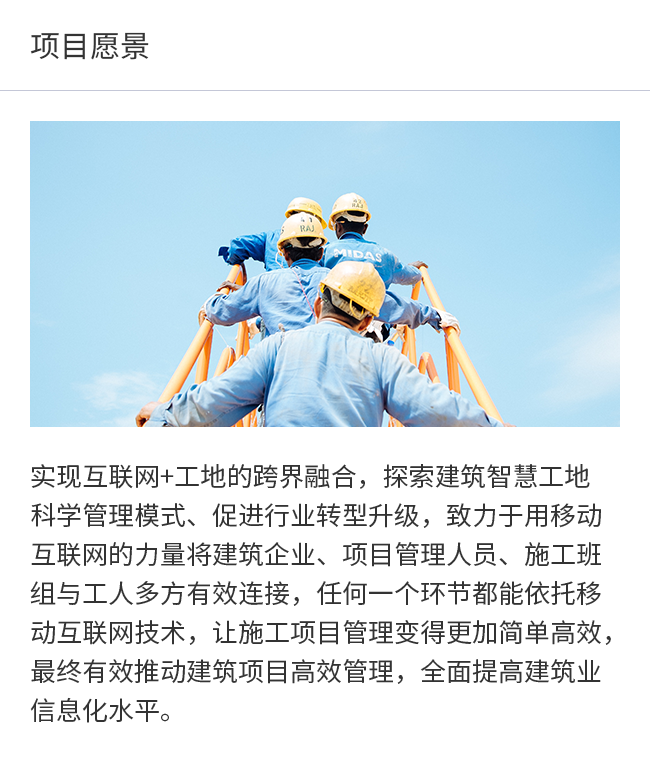 项目愿景
RAJ
RAJ
MIDAS
实现互联网+工地的跨界融合，探索建筑智慧工地
科学管理模式、促进行业转型升级，致力于用移动
互联网的力量将建筑企业、项目管理人员、施工班
组与工人多方有效连接，任何一个环节都能依托移
动互联网技术，让施工项目管理变得更加简单高效，
最终有效推动建筑项目高效管理，全面提高建筑业
信息化水平。